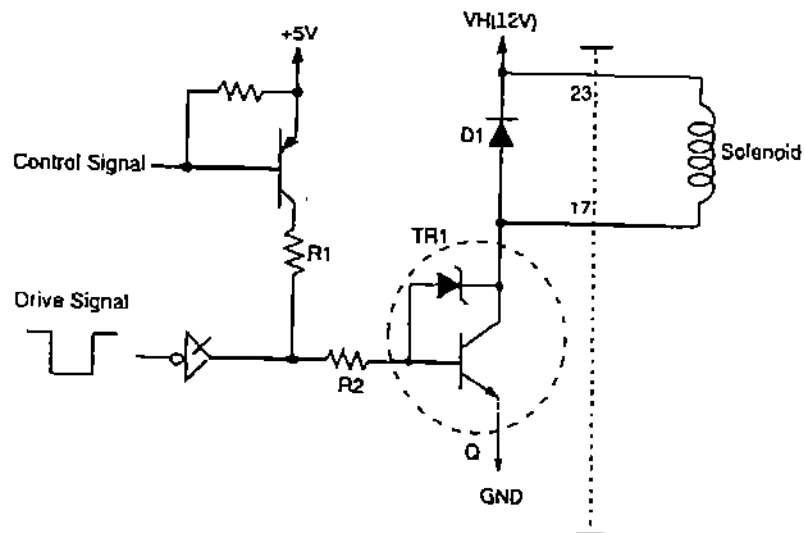 +5V
VH(12V)
23
D1
Control Signal
Solenoid
17
TR1
R1
Drive Signal
R2
Q
GND